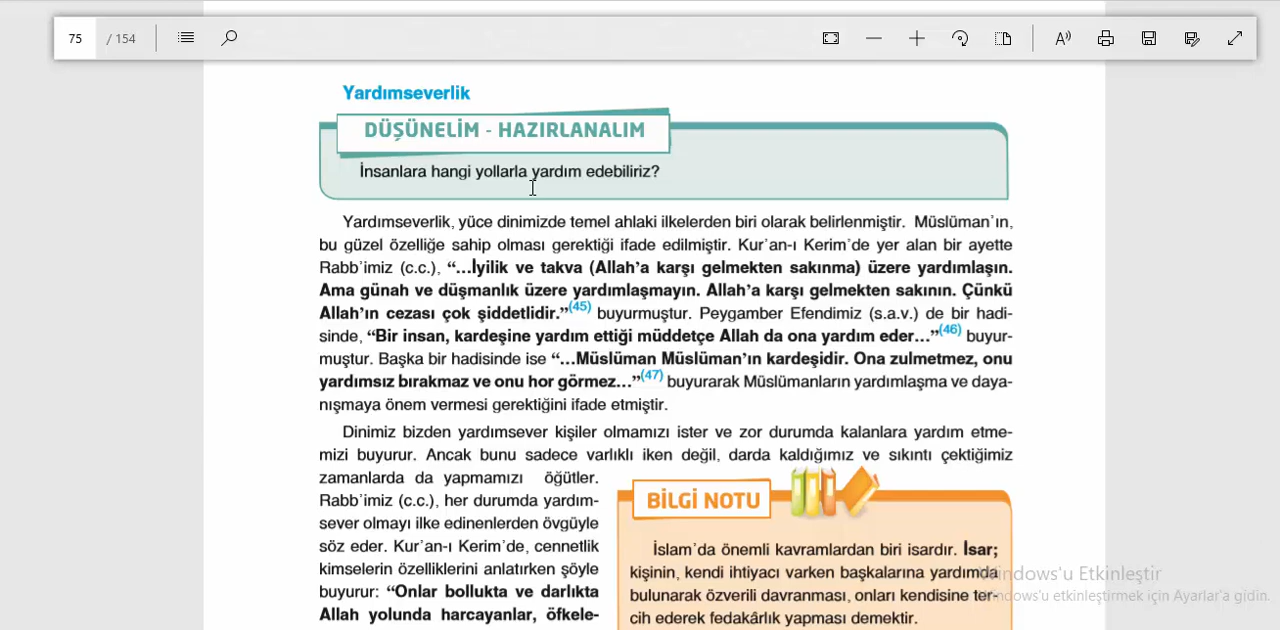 75 / 154
Yardımseverlik
DÜŞÜNELİM - HAZIRLANALIM
İnsanlara hangi yollarla yardım edebiliriz?
Yardımseverlik, yüce dinimizde temel ahlaki ilkelerden biri olarak belirlenmiştir. Müslüman’ın,
bu güzel özelliğe sahip olması gerektiği ifade edilmiştir. Kur’an-ı Kerim’de yer alan bir ayette
Rabb’imiz (c.c.), “...İyilik ve takva (Allah’a karşı gelmekten sakınma) üzere yardımlaşın.
Ama günah ve düşmanlık üzere yardımlaşmayın. Allah’a karşı gelmekten sakının. Çünkü
Allah’ın cezası çok şiddetlidir.”(45) buyurmuştur. Peygamber Efendimiz (s.a.v.) de bir hadi-
sinde, “Bir insan, kardeşine yardım ettiği müddetçe Allah da ona yardım eder...”(46) buyur-
muştur. Başka bir hadisinde ise “...Müslüman Müslüman’ın kardeşidir. Ona zulmetmez, onu
yardımsız bırakmaz ve onu hor görmez...”(47) buyurarak Müslümanların yardımlaşma ve daya-
nışmaya önem vermesi gerektiğini ifade etmiştir.
Dinimiz bizden yardımsever kişiler olmamızı ister ve zor durumda kalanlara yardım etme-
mizi buyurur. Ancak bunu sadece varlıklı iken değil, darda kaldığımız ve sıkıntı çektiğimiz
zamanlarda da yapmamızı öğütler.
Rabb’imiz (c.c.), her durumda yardım-
sever olmayı ilke edinenlerden övgüyle
söz eder. Kur’an-ı Kerim’de, cennetlik
kimselerin özelliklerini anlatırken şöyle
buyurur: “Onlar bollukta ve darlıkta
Allah yolunda harcayanlar, öfkele-
BİLGİ NOTU
İslam’da önemli kavramlardan biri isardır. İsar;
kişinin, kendi ihtiyacı varken başkalarına yardımda
bulunarak özverili davranması, onları kendisine ter-
cih ederek fedakârlık yapması demektir.
Windows'u Etkinleştir
Windows'u etkinleştirmek için Ayarlar'a gidin.